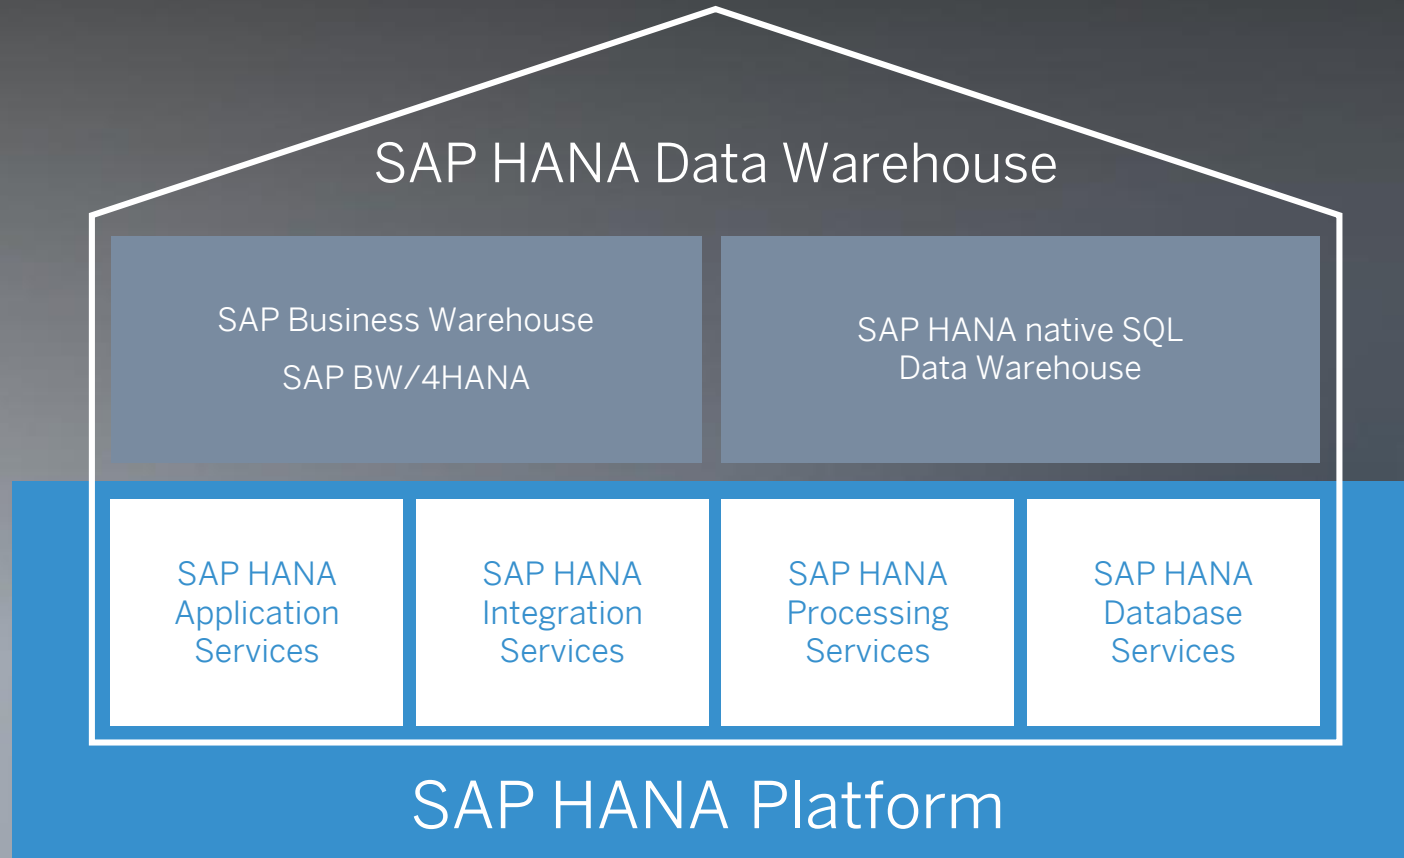 SAP HANA Data Warehouse
SAP Business Warehouse
SAP BW/4HANA
SAP HANA native SQL
Data Warehouse
SAP HANA
Application
Services
SAP HANA
Integration
Services
SAP HANA
Processing
Services
SAP HANA
Database
Services
SAP HANA Platform